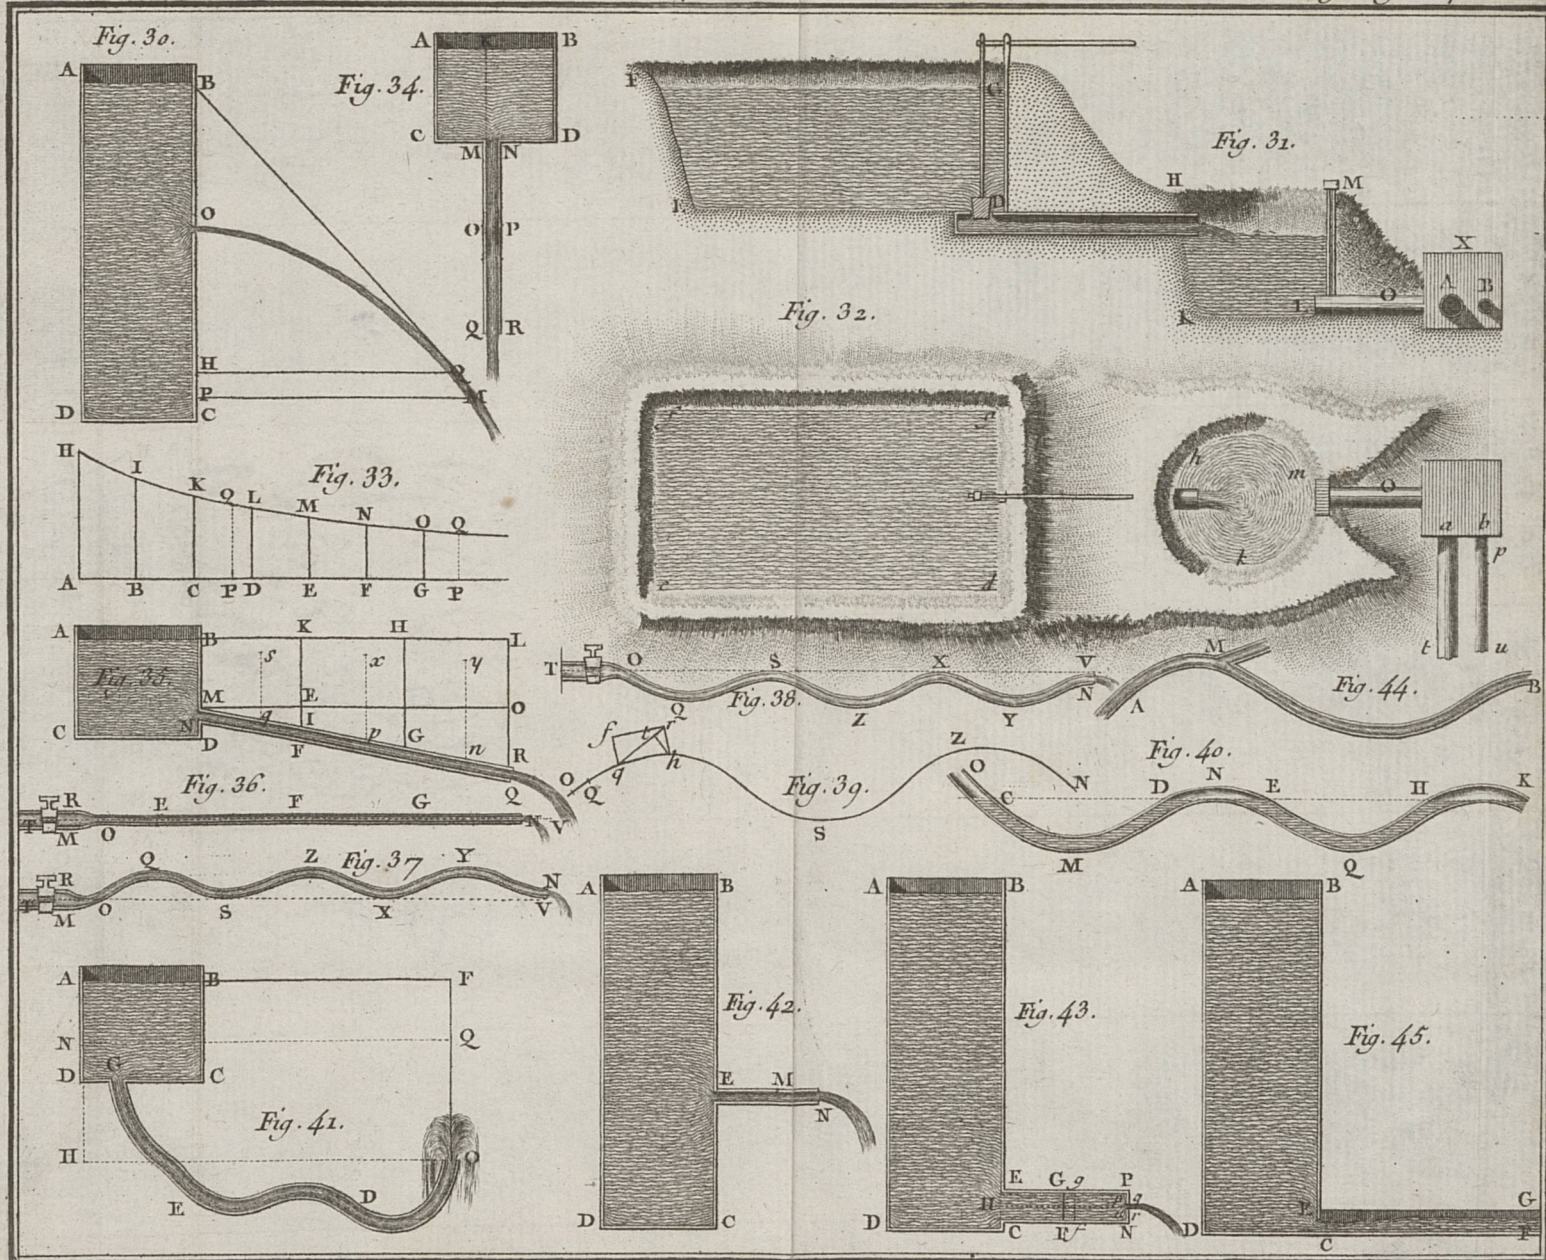 Fig. 30.
A B
O
H
P M
D C
A B
Fig. 34.
C D
M N
O P
Q R
I G
Fig. 31.
H M
L D
X
A B
I O
K
Fig. 32.
g
h m
O
k
a b
p
e d
t u
H I K Q L M N O Q
Fig. 33.
A B C P D E F G P
A B K H L
s x y
Fig. 35.
M E O
N q I
C D F p G n R
Q
Fig. 36.
R E F G
T M O V
Fig. 37
R Q Z Y N
T M O S X V
T O S X V
Q Fig. 38. Z Y N
M
Fig. 44.
A B
f t r
O q h Z
Q Fig. 39. N
S
Fig. 40.
O C D N E H K
M Q
A B F
N Q
G
D C
Fig. 41.
H O
E D
A B
Fig. 42.
E M
N
D C
A B
Fig. 43.
E G g P
H
C F f N
D
A B
Fig. 45.
E G
D C F